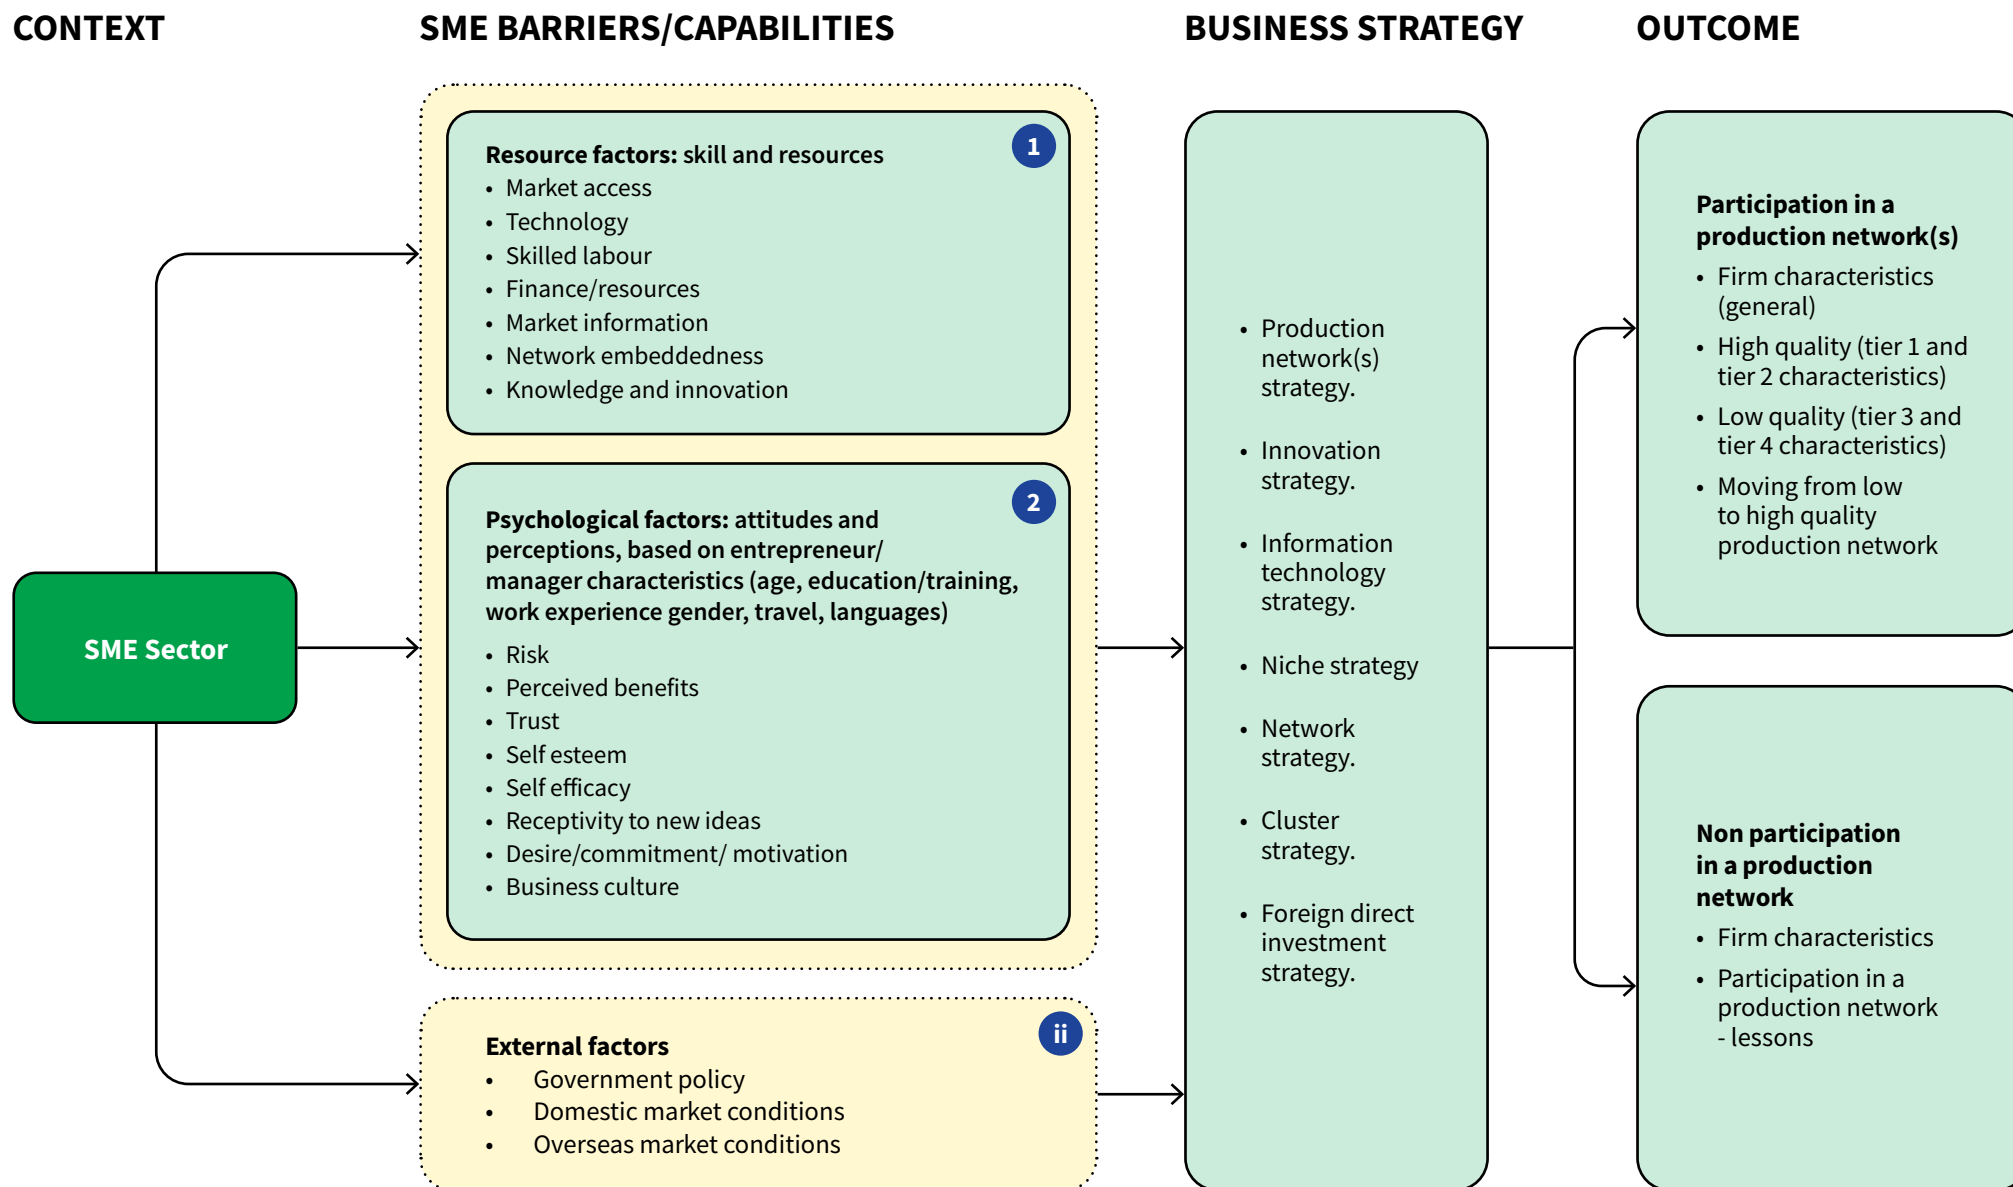 CONTEXT
SME BARRIERS/CAPABILITIES
BUSINESS STRATEGY
OUTCOME
SME Sector
1
Resource factors: skill and resources
• Market access
• Technology
• Skilled labour
• Finance/resources
• Market information
• Network embeddedness
• Knowledge and innovation
2
Psychological factors: attitudes and
perceptions, based on entrepreneur/
manager characteristics (age, education/training,
work experience gender, travel, languages)
• Risk
• Perceived benefits
• Trust
• Self esteem
• Self efficacy
• Receptivity to new ideas
• Desire/commitment/ motivation
• Business culture
ii
External factors
• Government policy
• Domestic market conditions
• Overseas market conditions
• Production
network(s)
strategy.
• Innovation
strategy.
• Information
technology
strategy.
• Niche strategy
• Network
strategy.
• Cluster
strategy.
• Foreign direct
investment
strategy.
Participation in a
production network(s)
• Firm characteristics
(general)
• High quality (tier 1 and
tier 2 characteristics)
• Low quality (tier 3 and
tier 4 characteristics)
• Moving from low
to high quality
production network
Non participation
in a production
network
• Firm characteristics
• Participation in a
production network
- lessons